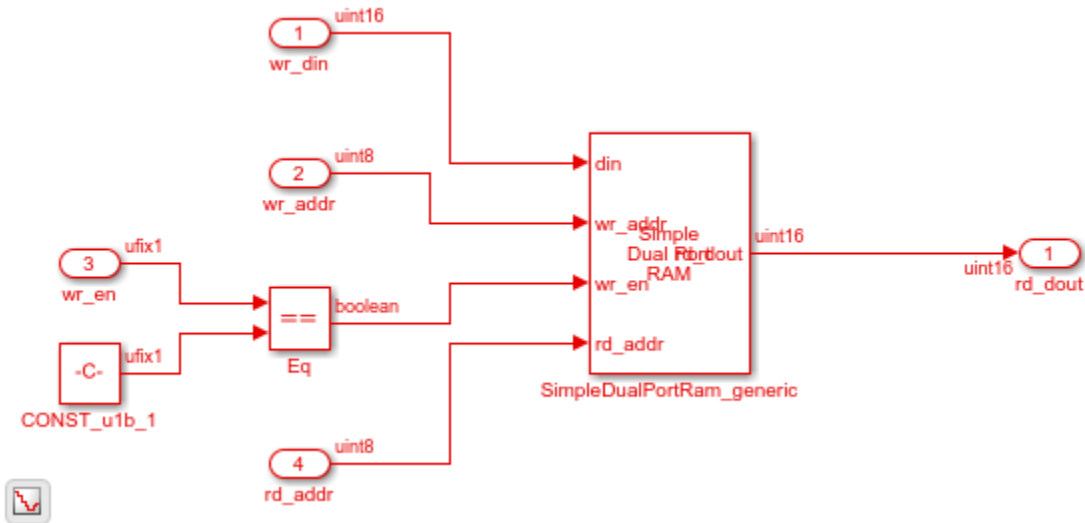 uint16
1
wr_din
uint8
2
wr_addr
din
wr_addr
Simple
Dual Port
RAM
rd_dout
wr_en
rd_addr
SimpleDualPortRam_generic
uint16
uint16
1
rd_dout
ufix1
3
wr_en
==
boolean
Eq
-C-
ufix1
CONST_u1b_1
uint8
4
rd_addr